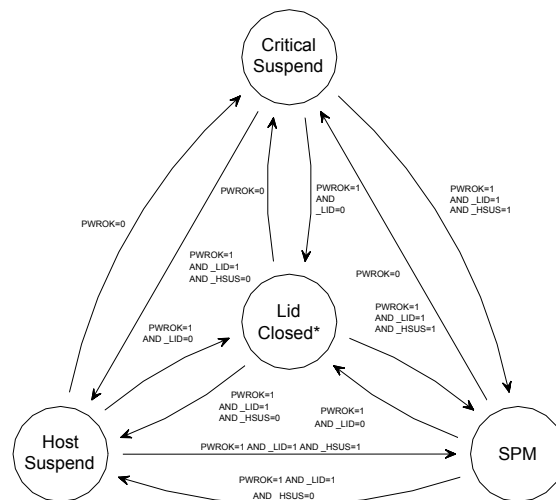 Critical
Suspend
PWROK=0
PWROK=1
AND
_LID=0
PWROK=1
AND _LID=1
AND _HSUS=1
PWROK=0
PWROK=1
AND _LID=1
AND _HSUS=0
PWROK=0
Lid
Closed*
PWROK=1
AND _LID=1
AND _HSUS=1
PWROK=1
AND _LID=0
PWROK=1
AND _LID=1
AND _HSUS=0
PWROK=1
AND _LID=0
Host
Suspend
PWROK=1 AND _LID=1 AND _HSUS=1
SPM
PWROK=1 AND _LID=1
AND _HSUS=0